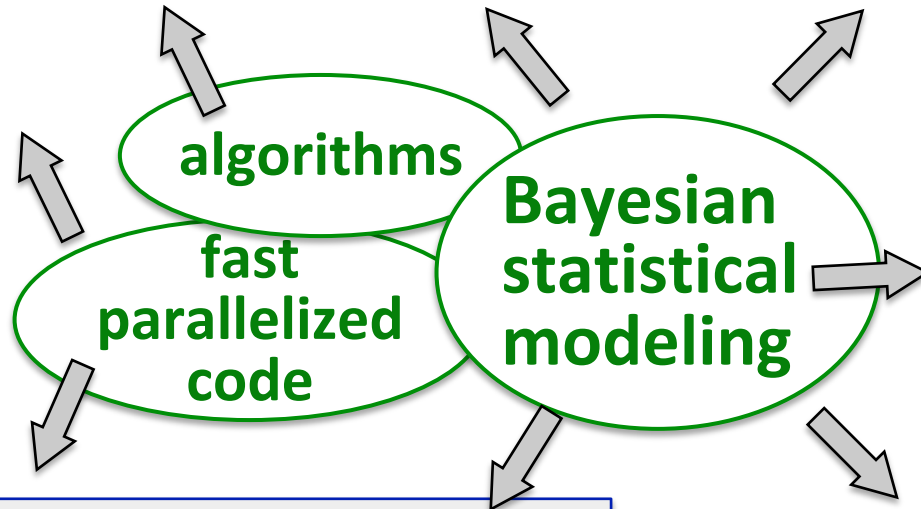 algorithms
fast
parallelized
code
Bayesian
statistical
modeling